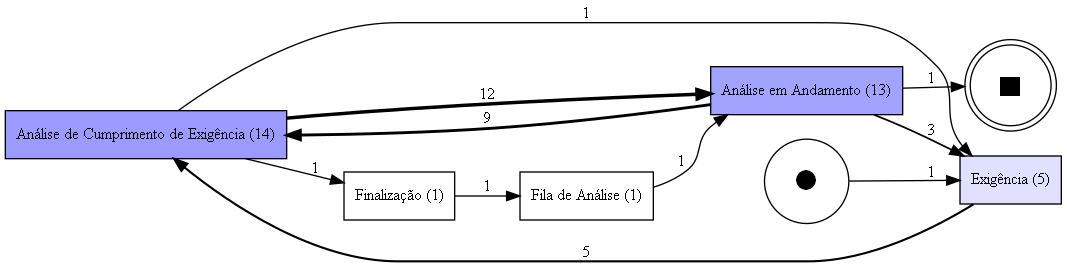 1
12
Análise em Andamento (13)
1
9
Análise de Cumprimento de Exigência (14)
3
1
1
Finalização (1)
1
Fila de Análise (1)
1
Exigência (5)
5